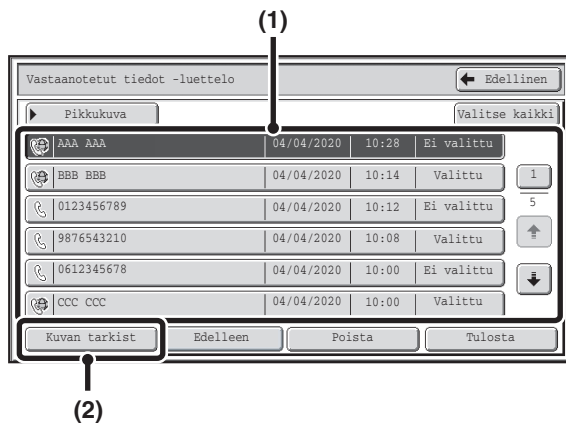 (1)
Vastaanotetut tiedot -luettelo
Edellinen
Pikkukuva
Valitse kaikki
AAA AAA 04/04/2020 10:28 Ei valittu
BBB BBB 04/04/2020 10:14 Valittu
1
5
0123456789 04/04/2020 10:12 Ei valittu
9876543210 04/04/2020 10:08 Valittu
0612345678 04/04/2020 10:00 Ei valittu
CCC CCC 04/04/2020 10:00 Valittu
Kuvan tarkist Edelleen Poista Tulosta
(2)